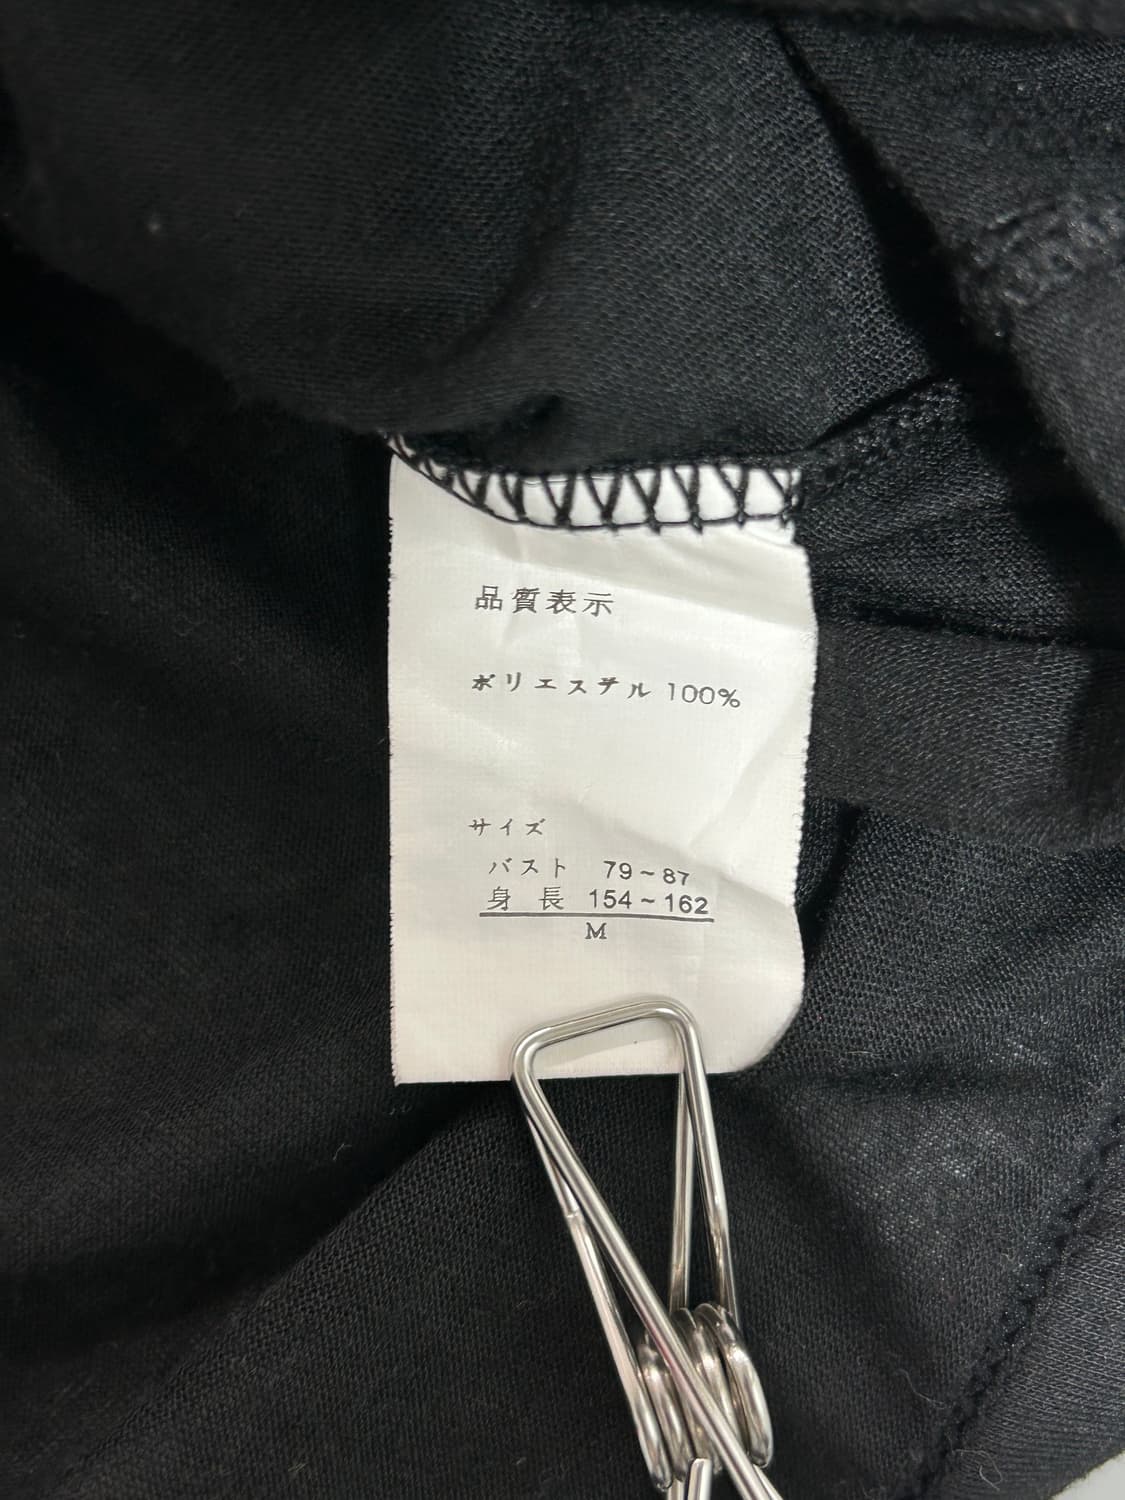 品質表示
ポリエステル 100%
サイズ
バスト 79~87
身 長 154~162
M